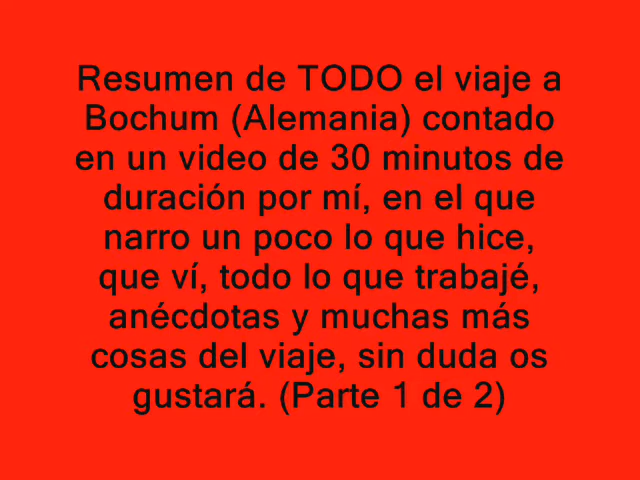 Resumen de TODO el viaje a
Bochum (Alemania) contado
en un video de 30 minutos de
duración por mí, en el que
narro un poco lo que hice,
que ví, todo lo que trabajé,
anécdotas y muchas más
cosas del viaje, sin duda os
gustará. (Parte 1 de 2)